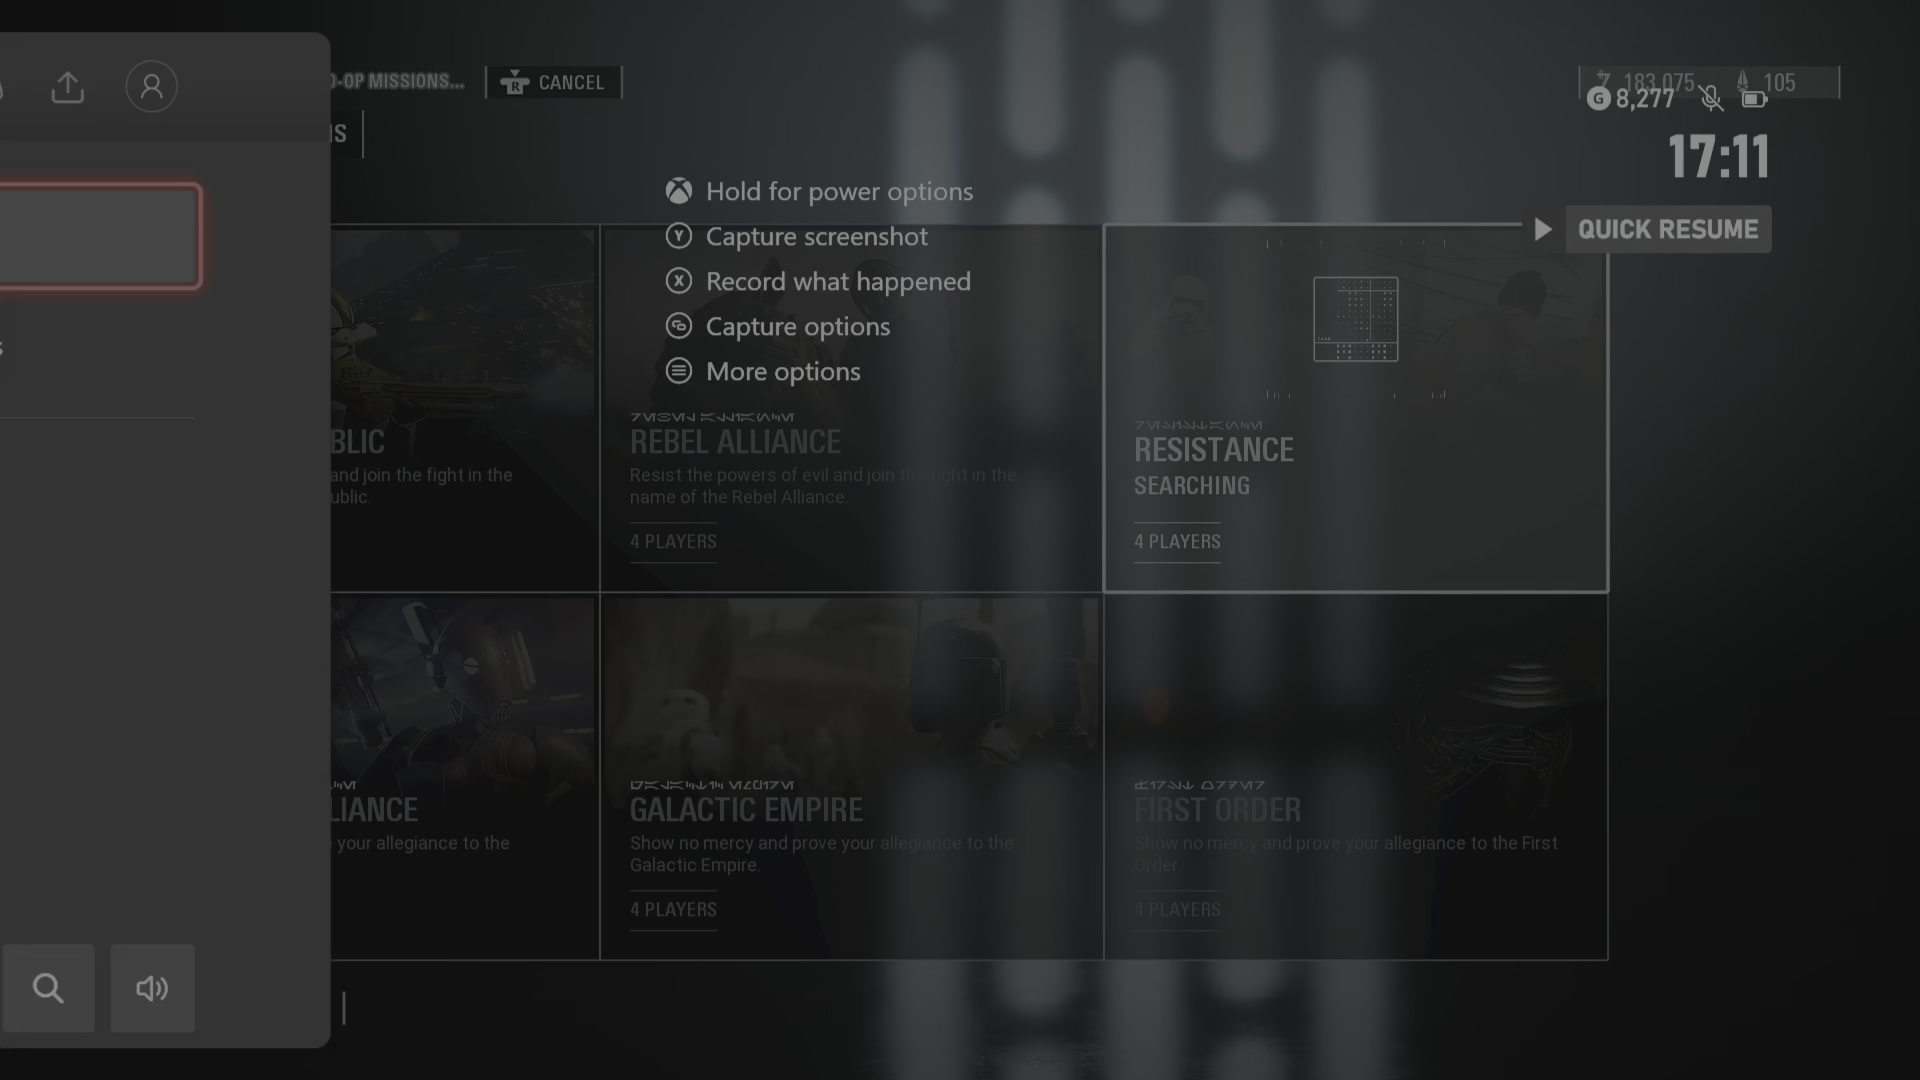 O-OP MISSIONS...
R
CANCEL
183,075
105
G 8,277
NS
17:11
Hold for power options
QUICK RESUME
Y Capture screenshot
X Record what happened
Capture options
More options
BLIC
and join the fight in the
ublic.
REBEL ALLIANCE
Resist the powers of evil and join the fight in the
name of the Rebel Alliance.
4 PLAYERS
RESISTANCE
SEARCHING
4 PLAYERS
LIANCE
your allegiance to the
GALACTIC EMPIRE
Show no mercy and prove your allegiance to the
Galactic Empire.
4 PLAYERS
FIRST ORDER
Show no mercy and prove your allegiance to the First
Order.
4 PLAYERS